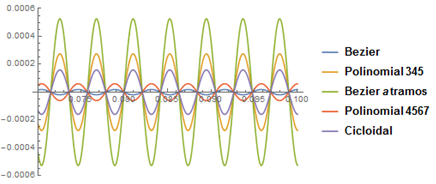 0.0006
0.0004
0.0002
-0.0002
-0.0004
-0.0006
0.075 0.080 0.085 0.090 0.095 0.100
Bezier
Polinomial 345
Bezier a tramos
Polinomial 4567
Cicloidal